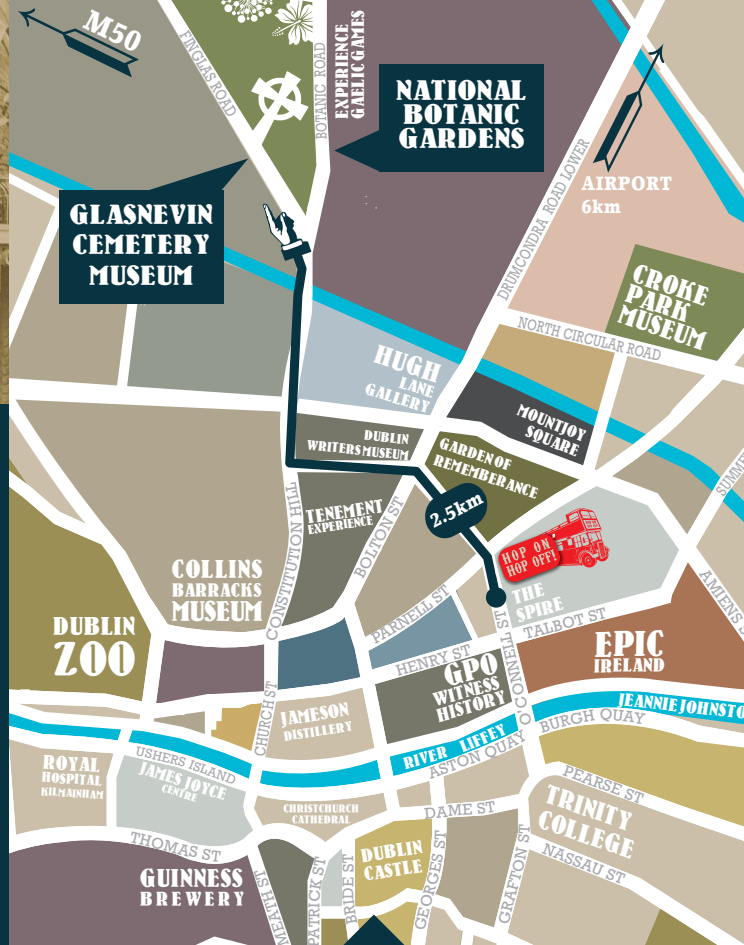 M50
FINGLAS ROAD
BOTANIC ROAD
EXPERIENCE
GAELIC GAMES
NATIONAL
BOTANIC
GARDENS
GLASNEVIN
CEMETERY
MUSEUM
DRUMCONDRA ROAD LOWER
AIRPORT
6km
CROKE
PARK
MUSEUM
NORTH CIRCULAR ROAD
HUGH
LANE
GALLERY
MOUNTJOY
SQUARE
DUBLIN
WRITERS MUSEUM
GARDEN OF
REMEMBERANCE
2.5km
TENEMENT
EXPERIENCE
CONSTITUTION HILL
BOLTON ST
HOP ON
HOP OFF!
THE
SPIRE
COLLINS
BARRACKS
MUSEUM
DUBLIN
ZOO
PARNELL ST
HENRY ST
TALBOT ST
O'CONNELL ST
EPIC
IRELAND
GPO
WITNESS
HISTORY
JAMESON
DISTILLERY
CHURCH ST
JEANNIE JOHNSTO
BURGH QUAY
RIVER LIFFEY
ASTON QUAY
USHERS ISLAND
ROYAL
HOSPITAL
KILMAINHAM
JAMES JOYCE
CENTRE
CHRISTCHURCH
CATHEDRAL
DAME ST
PEARSE ST
TRINITY
COLLEGE
NASSAU ST
THOMAS ST
GUINNESS
BREWERY
MEATH ST
PATRICK ST
BRIDE ST
DUBLIN
CASTLE
GEORGES ST
GRAFTON ST
SUMME
AMIENS S